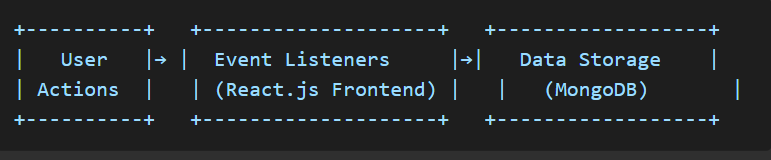 +----------+   +--------------------+   +------------------+
|   User   |→ |  Event Listeners     |→|   Data Storage    |
| Actions  |   | (React.js Frontend) |   |   (MongoDB)       |
+----------+   +--------------------+   +------------------+